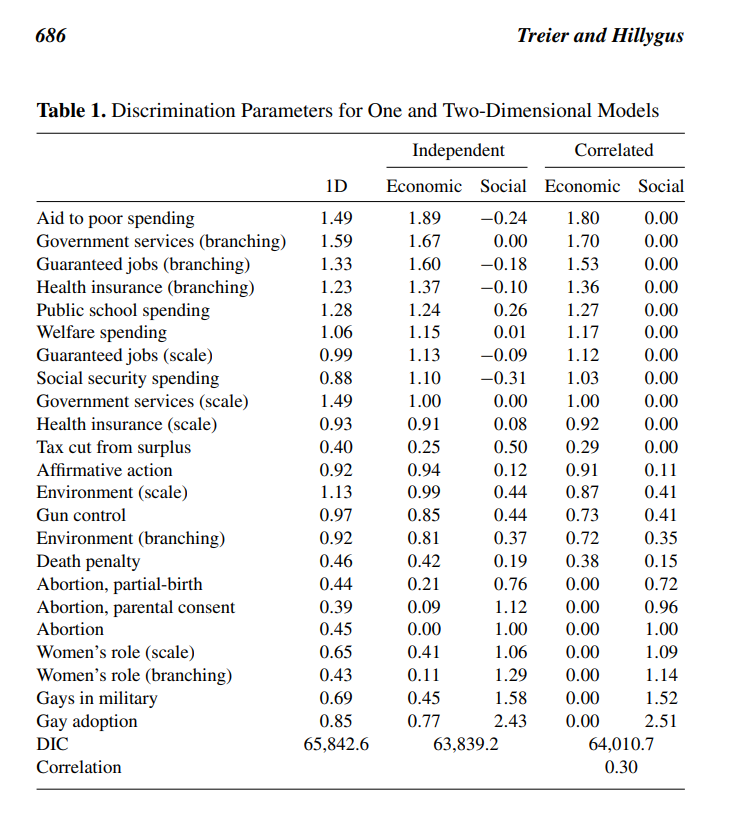 686 Treier and Hillygus
Table 1. Discrimination Parameters for One and Two-Dimensional Models
Independent Correlated
1D Economic Social Economic Social
Aid to poor spending 1.49 1.89 −0.24 1.80 0.00
Government services (branching) 1.59 1.67 0.00 1.70 0.00
Guaranteed jobs (branching) 1.33 1.60 −0.18 1.53 0.00
Health insurance (branching) 1.23 1.37 −0.10 1.36 0.00
Public school spending 1.28 1.24 0.26 1.27 0.00
Welfare spending 1.06 1.15 0.01 1.17 0.00
Guaranteed jobs (scale) 0.99 1.13 −0.09 1.12 0.00
Social security spending 0.88 1.10 −0.31 1.03 0.00
Government services (scale) 1.49 1.00 0.00 1.00 0.00
Health insurance (scale) 0.93 0.91 0.08 0.92 0.00
Tax cut from surplus 0.40 0.25 0.50 0.29 0.00
Affirmative action 0.92 0.94 0.12 0.91 0.11
Environment (scale) 1.13 0.99 0.44 0.87 0.41
Gun control 0.97 0.85 0.44 0.73 0.41
Environment (branching) 0.92 0.81 0.37 0.72 0.35
Death penalty 0.46 0.42 0.19 0.38 0.15
Abortion, partial-birth 0.44 0.21 0.76 0.00 0.72
Abortion, parental consent 0.39 0.09 1.12 0.00 0.96
Abortion 0.45 0.00 1.00 0.00 1.00
Women's role (scale) 0.65 0.41 1.06 0.00 1.09
Women's role (branching) 0.43 0.11 1.29 0.00 1.14
Gays in military 0.69 0.45 1.58 0.00 1.52
Gay adoption 0.85 0.77 2.43 0.00 2.51
DIC 65,842.6 63,839.2 64,010.7
Correlation 0.30